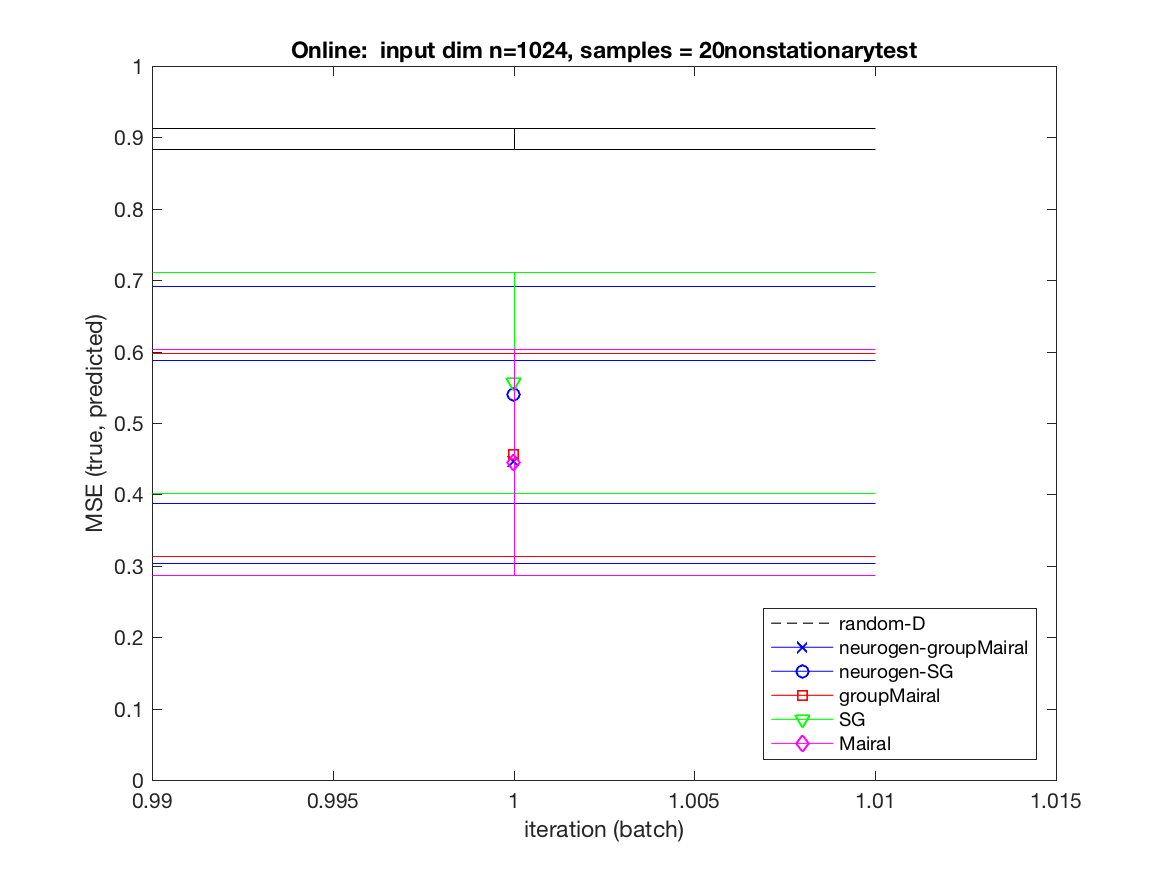 Online:  input dim n=1024, samples = 20nonstationarytest
1
0.9
0.8
0.7
0.6
0.5
0.4
0.3
0.2
0.1
0
MSE (true, predicted)
0.99
0.995
1
1.005
1.01
1.015
iteration (batch)
random-D
neurogen-groupMairal
neurogen-SG
groupMairal
SG
Mairal